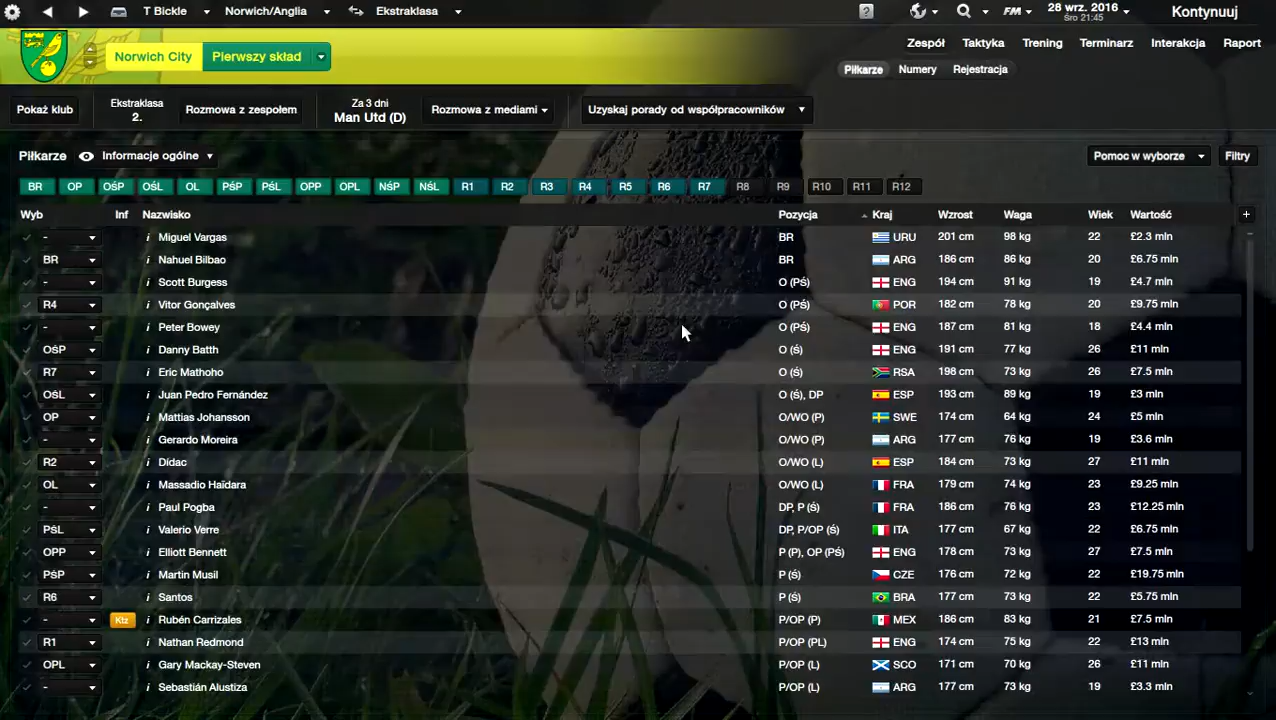 T Bickle Norwich/Anglia Ekstraklasa ? FM 28 wrz. 2016 Śro 21:45 Kontynuuj
Norwich City Pierwszy skład Zespół Taktyka Trening Terminarz Interakcja Raport
Piłkarze Numery Rejestracja
Pokaż klub Ekstraklasa 2. Rozmowa z zespołem Za 3 dni Man Utd (D) Rozmowa z mediami Uzyskaj porady od współpracowników
Piłkarze Informacje ogólne Pomoc w wyborze Filtry
BR OP OŚP OŚL OL PŚP PŚL OPP OPL NŚP NŚL R1 R2 R3 R4 R5 R6 R7 R8 R9 R10 R11 R12
Wyb Inf Nazwisko Pozycja Kraj Wzrost Waga Wiek Wartość +
- i Miguel Vargas BR URU 201 cm 98 kg 22 £2.3 mln
BR i Nahuel Bilbao BR ARG 186 cm 86 kg 20 £6.75 mln
- i Scott Burgess O (PŚ) ENG 194 cm 91 kg 19 £4.7 mln
R4 i Vitor Gonçalves O (PŚ) POR 182 cm 78 kg 20 £9.75 mln
- i Peter Bowey O (PŚ) ENG 187 cm 81 kg 18 £4.4 mln
OŚP i Danny Batth O (Ś) ENG 191 cm 77 kg 26 £11 mln
R7 i Eric Mathoho O (Ś) RSA 198 cm 73 kg 26 £7.5 mln
OŚL i Juan Pedro Fernández O (Ś), DP ESP 193 cm 89 kg 19 £3 mln
OP i Mattias Johansson O/WO (P) SWE 174 cm 64 kg 24 £5 mln
- i Gerardo Moreira O/WO (P) ARG 177 cm 76 kg 19 £3.6 mln
R2 i Dídac O/WO (L) ESP 184 cm 73 kg 27 £11 mln
OL i Massadio Haïdara O/WO (L) FRA 179 cm 74 kg 23 £9.25 mln
- i Paul Pogba DP, P (Ś) FRA 186 cm 76 kg 23 £12.25 mln
PŚL i Valerio Verre DP, P/OP (Ś) ITA 177 cm 67 kg 22 £6.75 mln
OPP i Elliott Bennett P (P), OP (PŚ) ENG 178 cm 73 kg 27 £7.5 mln
PŚP i Martin Musil P (Ś) CZE 176 cm 72 kg 22 £19.75 mln
R6 i Santos P (Ś) BRA 177 cm 73 kg 22 £5.75 mln
- Ktz i Rubén Carrizales P/OP (P) MEX 186 cm 83 kg 21 £7.5 mln
R1 i Nathan Redmond P/OP (PL) ENG 174 cm 75 kg 22 £13 mln
OPL i Gary Mackay-Steven P/OP (L) SCO 171 cm 70 kg 26 £11 mln
- i Sebastián Alustiza P/OP (L) ARG 177 cm 73 kg 19 £3.3 mln